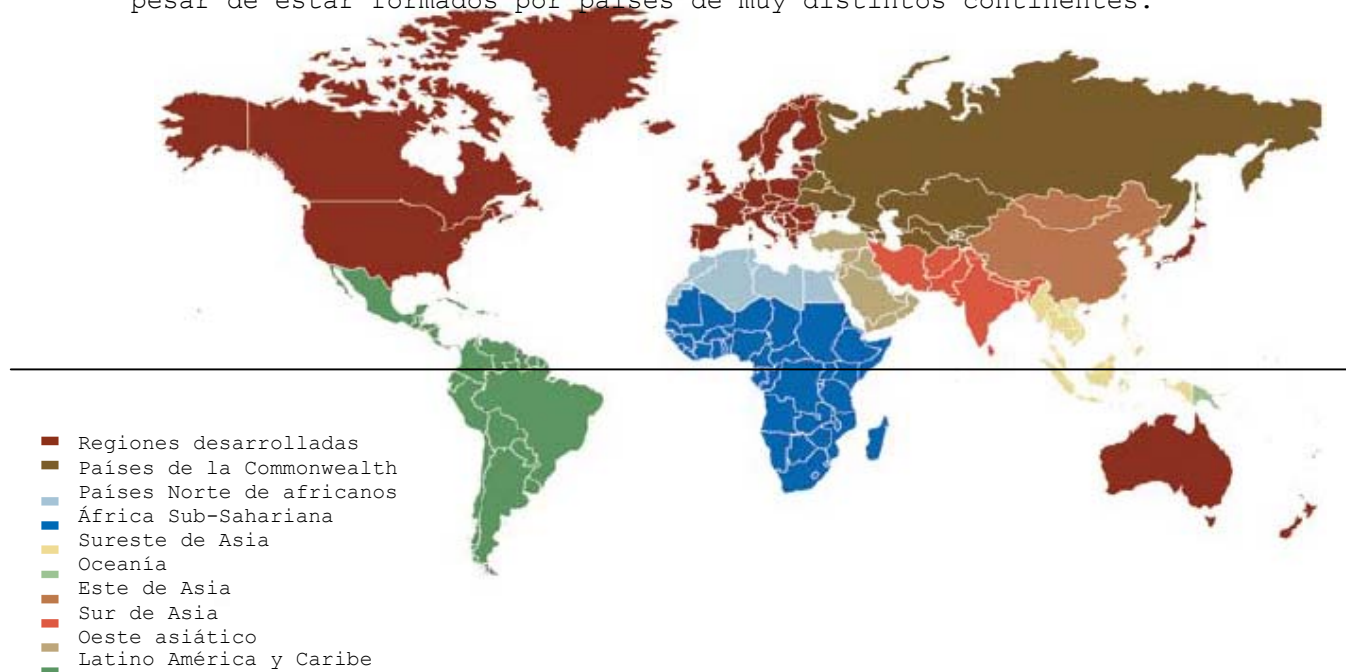 pesar de estar formados por países de muy distintos continentes.
Regiones desarrolladas
Países de la Commonwealth
Países Norte de africanos
África Sub-Sahariana
Sureste de Asia
Oceanía
Este de Asia
Sur de Asia
Oeste asiático
Latino América y Caribe